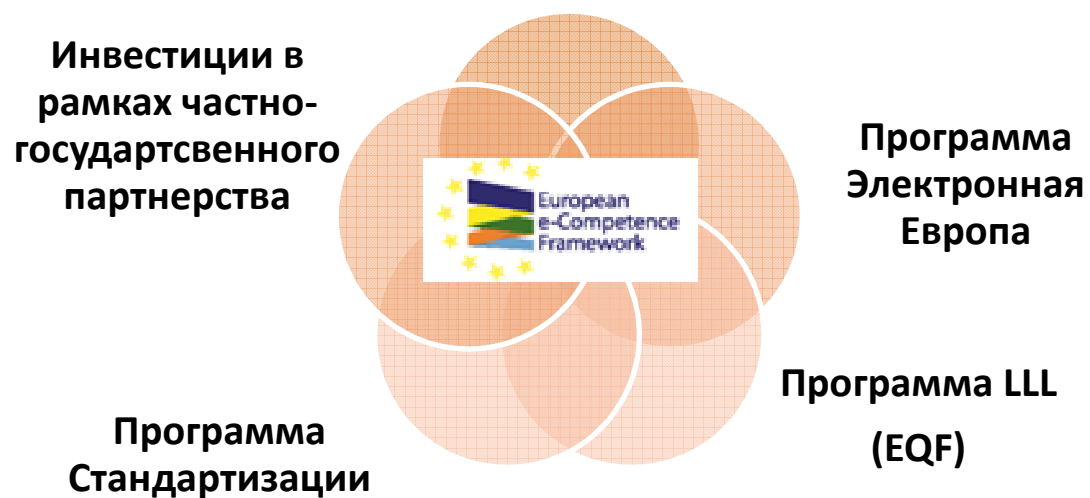 Инвестиции в
рамках частно-
государтсвенного
партнерства
European
e-Competence
Framework
Программа
Электронная
Европа
Программа LLL
(EQF)
Программа
Стандартизации